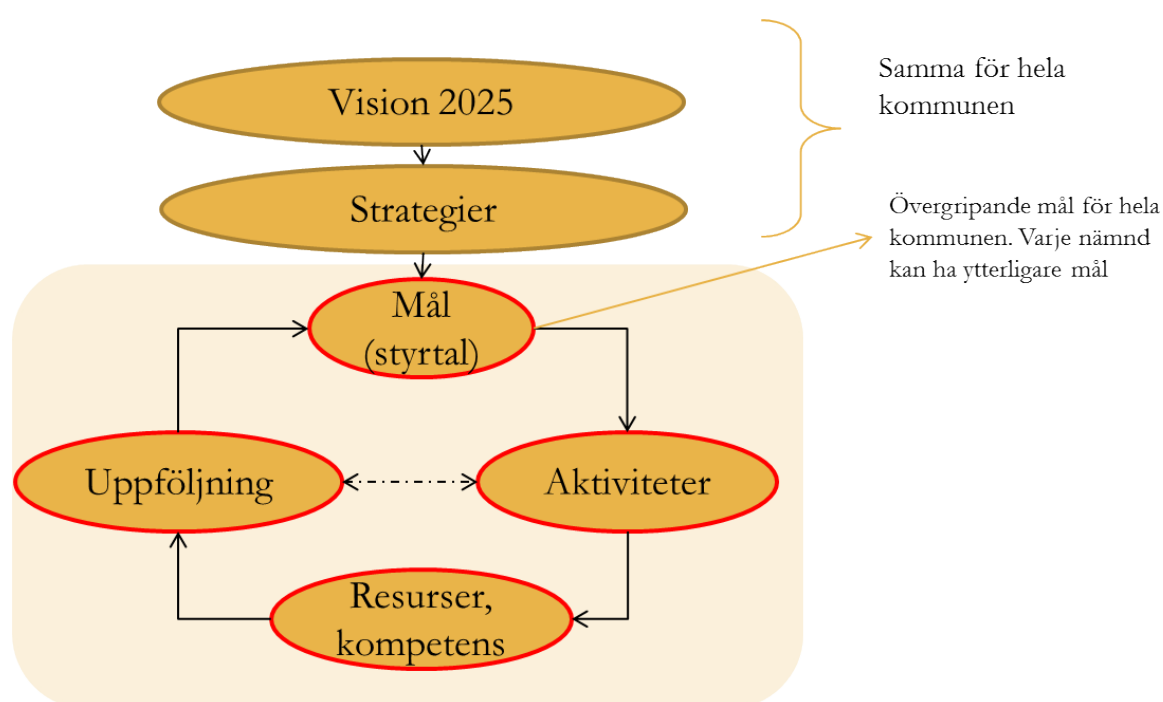 Vision 2025
Samma för hela
kommunen
Strategier
Övergripande mål för hela
kommunen. Varje nämnd
kan ha ytterligare mål
Mål
(styrtal)
Uppföljning
Aktiviteter
Resurser,
kompetens